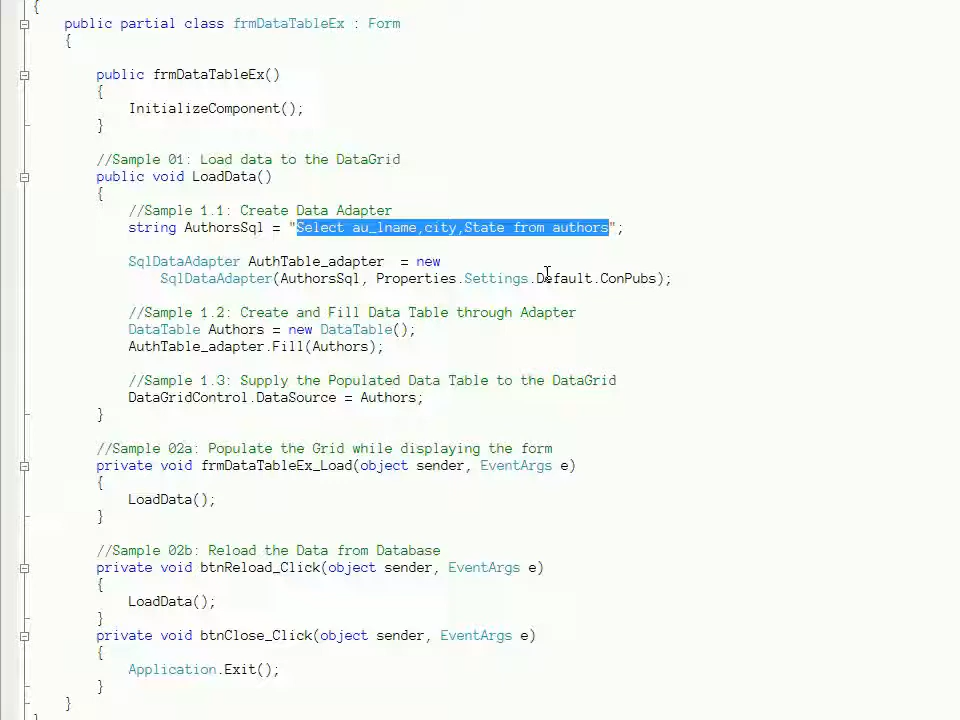 {
public partial class frmDataTableEx : Form
{
public frmDataTableEx()
{
InitializeComponent();
}
//Sample 01: Load data to the DataGrid
public void LoadData()
{
//Sample 1.1: Create Data Adapter
string AuthorsSql = "Select au_lname,city,State from authors";
SqlDataAdapter AuthTable_adapter  = new
SqlDataAdapter(AuthorsSql, Properties.Settings.Default.ConPubs);
//Sample 1.2: Create and Fill Data Table through Adapter
DataTable Authors = new DataTable();
AuthTable_adapter.Fill(Authors);
//Sample 1.3: Supply the Populated Data Table to the DataGrid
DataGridControl.DataSource = Authors;
}
//Sample 02a: Populate the Grid while displaying the form
private void frmDataTableEx_Load(object sender, EventArgs e)
{
LoadData();
}
//Sample 02b: Reload the Data from Database
private void btnReload_Click(object sender, EventArgs e)
{
LoadData();
}
private void btnClose_Click(object sender, EventArgs e)
{
Application.Exit();
}
}
}